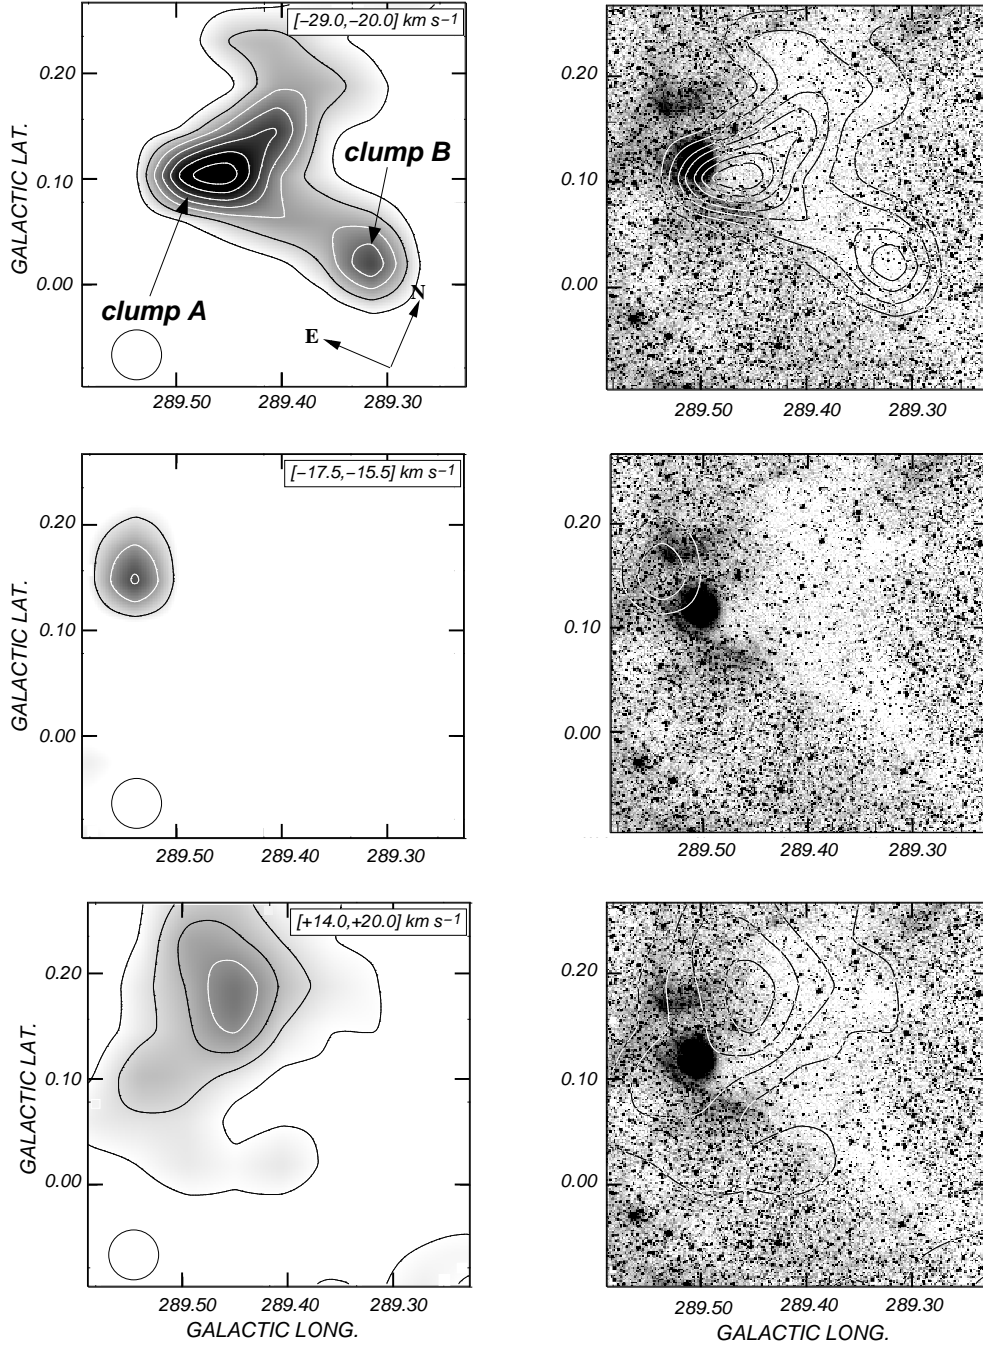 [−29.0,−20.0] km s−1
GALACTIC LAT.
0.20
0.10
0.00
clump B
clump A
N
E
289.50 289.40 289.30
0.20
0.10
0.00
289.50 289.40 289.30
[−17.5,−15.5] km s−1
GALACTIC LAT.
0.20
0.10
0.00
289.50 289.40 289.30
0.20
0.10
0.00
289.50 289.40 289.30
[+14.0,+20.0] km s−1
GALACTIC LAT.
0.20
0.10
0.00
289.50 289.40 289.30
GALACTIC LONG.
0.20
0.10
0.00
289.50 289.40 289.30
GALACTIC LONG.